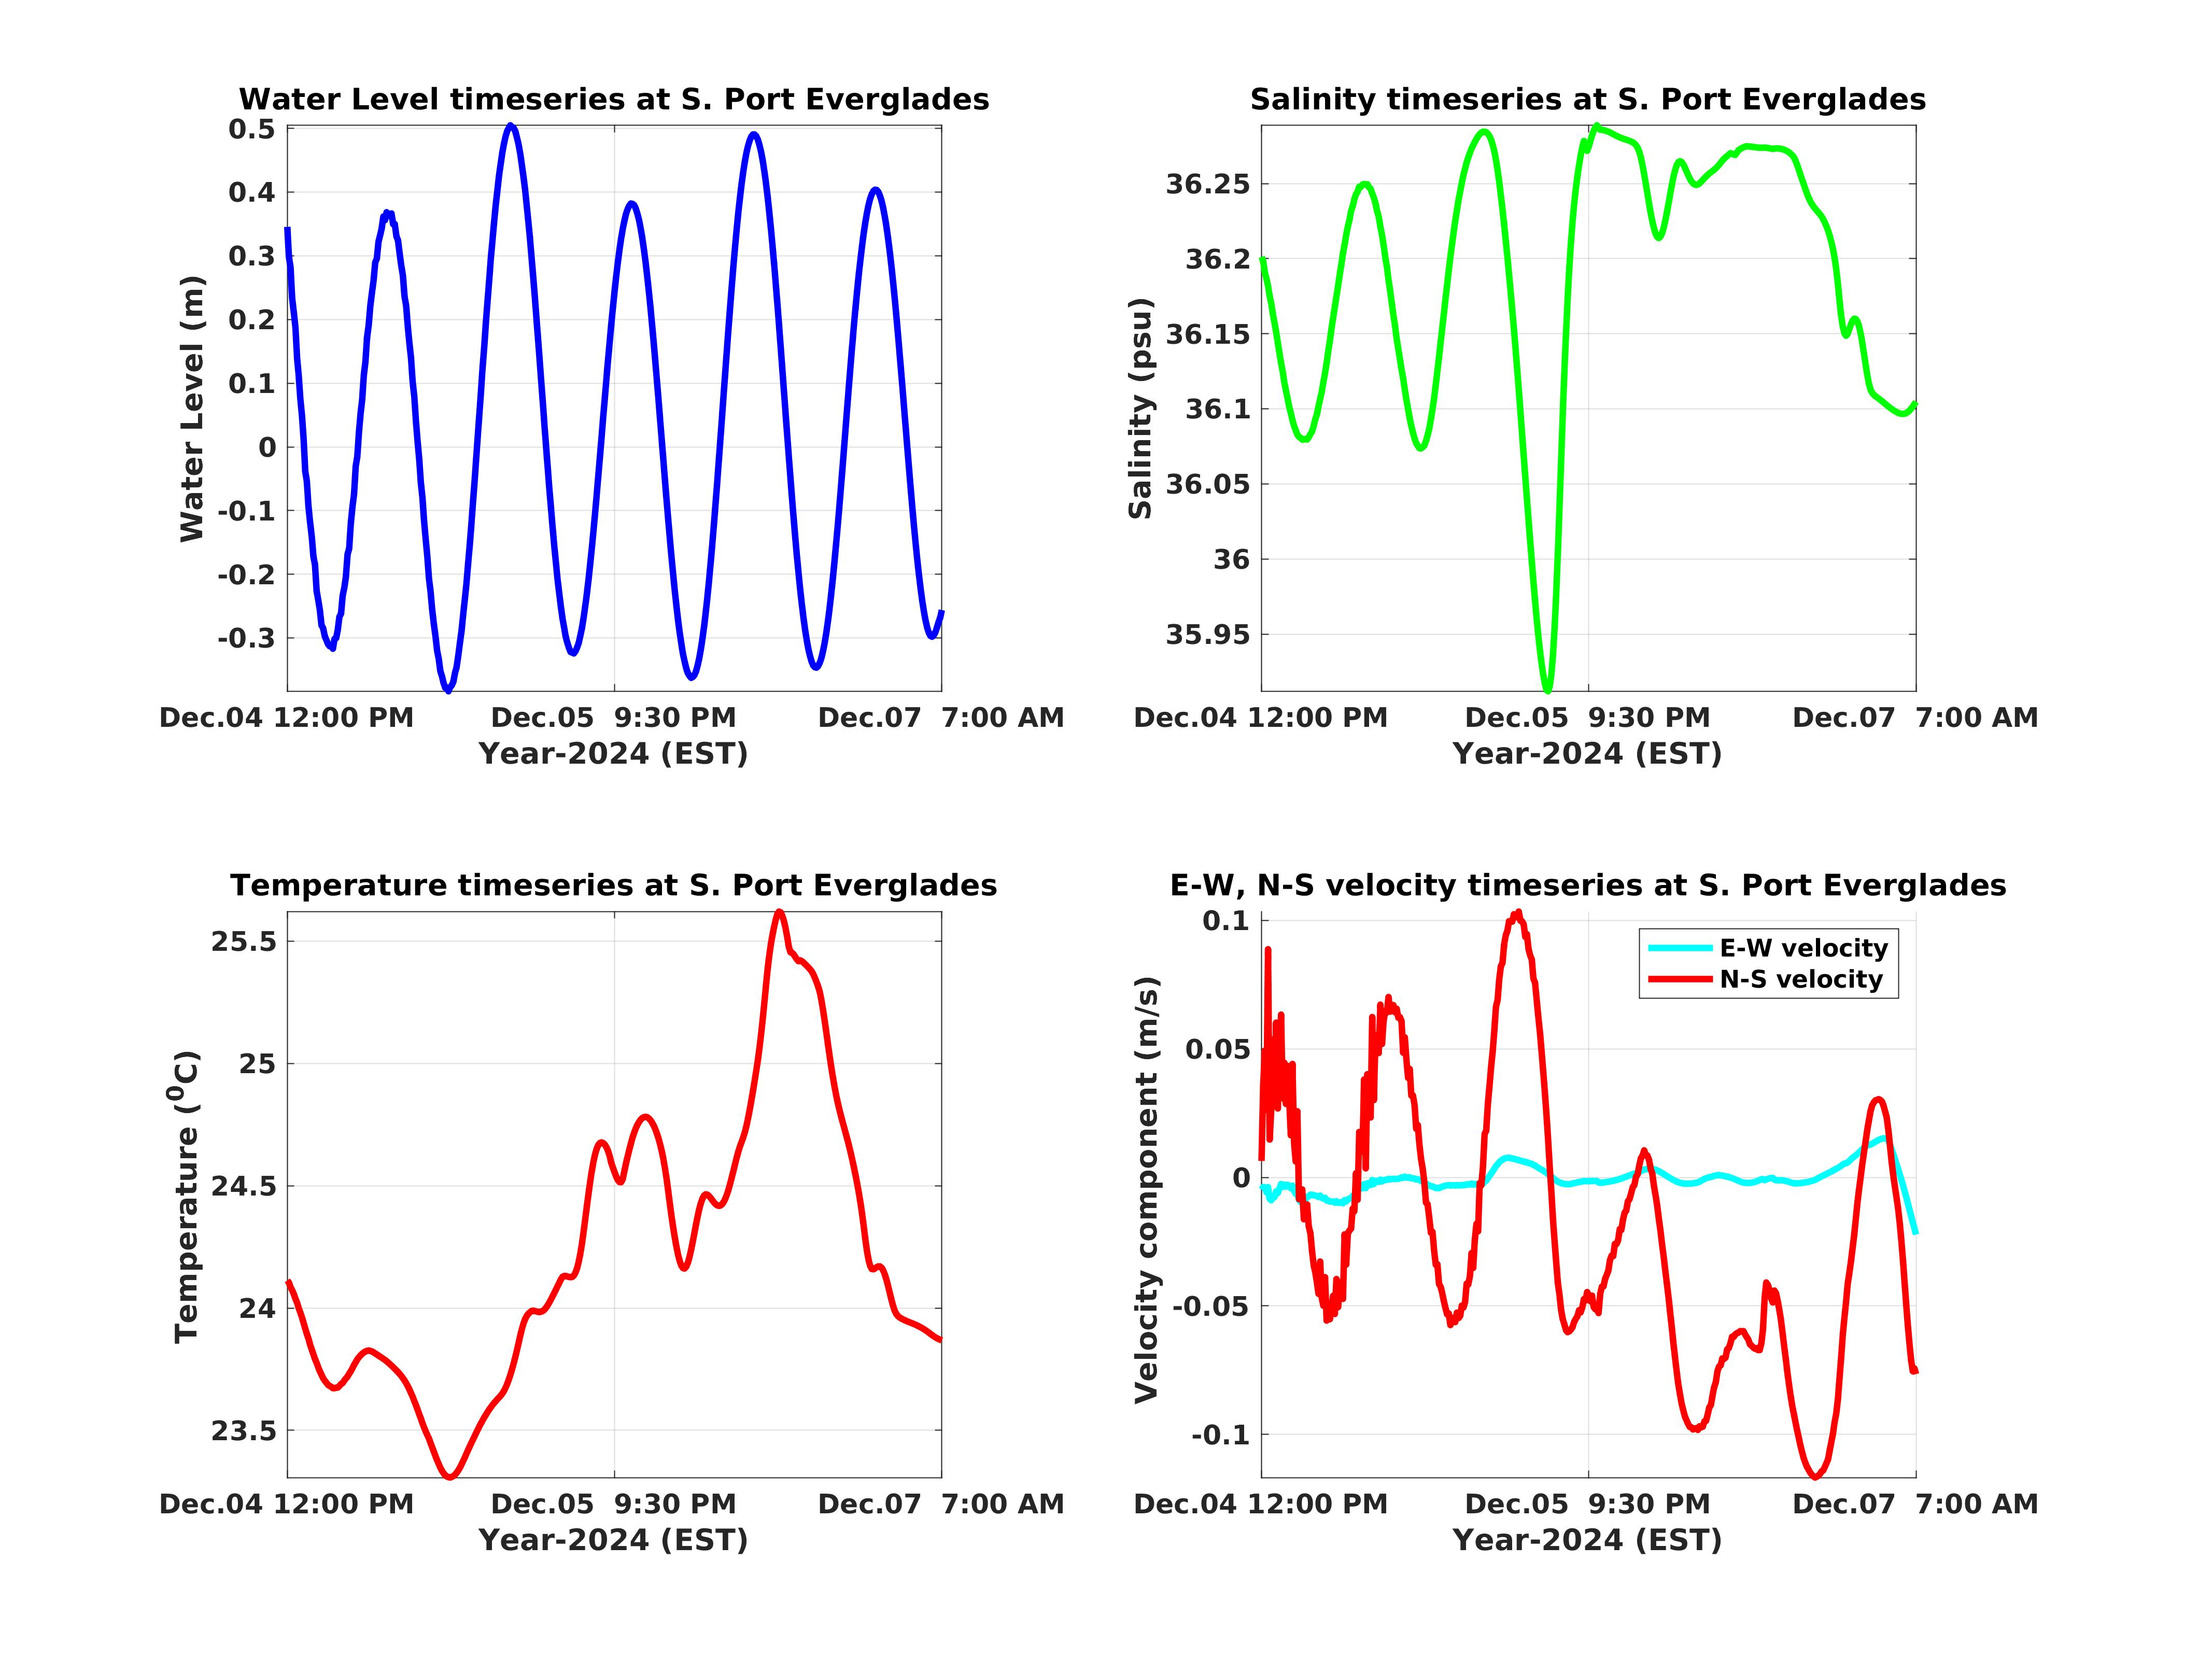 Water Level timeseries at S. Port Everglades
0.5
0.4
0.3
0.2
0.1
0
-0.1
-0.2
-0.3
Water Level (m)
Dec.04 12:00 PM Dec.05 9:30 PM Dec.07 7:00 AM
Year-2024 (EST)
Salinity timeseries at S. Port Everglades
36.25
36.2
36.15
36.1
36.05
36
35.95
Salinity (psu)
Dec.04 12:00 PM Dec.05 9:30 PM Dec.07 7:00 AM
Year-2024 (EST)
Temperature timeseries at S. Port Everglades
25.5
25
24.5
24
23.5
Temperature (⁰C)
Dec.04 12:00 PM Dec.05 9:30 PM Dec.07 7:00 AM
Year-2024 (EST)
E-W, N-S velocity timeseries at S. Port Everglades
0.1
0.05
0
-0.05
-0.1
Velocity component (m/s)
E-W velocity
N-S velocity
Dec.04 12:00 PM Dec.05 9:30 PM Dec.07 7:00 AM
Year-2024 (EST)